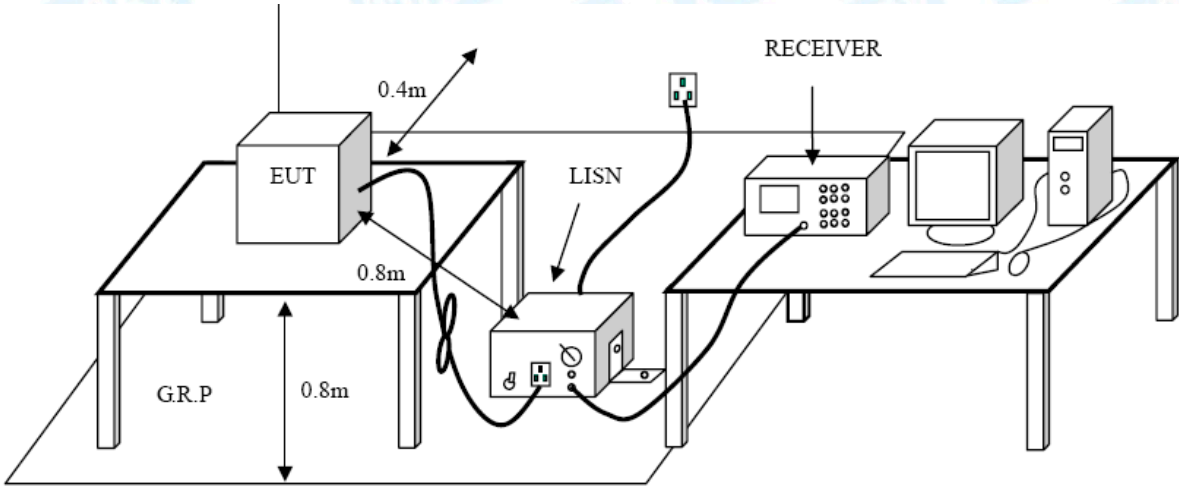 RECEIVER
0.4m
EUT
LISN
0.8m
G.R.P
0.8m